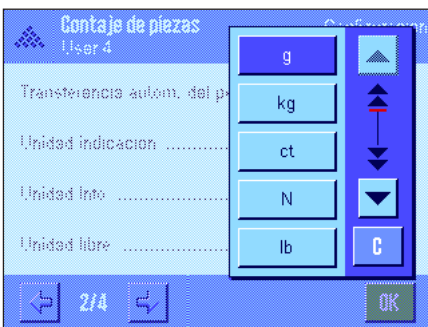 Contaje de piezas
User 4
Transferencia autom. del
Unidad indicacion ..........
Unidad Info ..................
Unidad libre .................
g
kg
ct
N
lb
C
2/4
OK